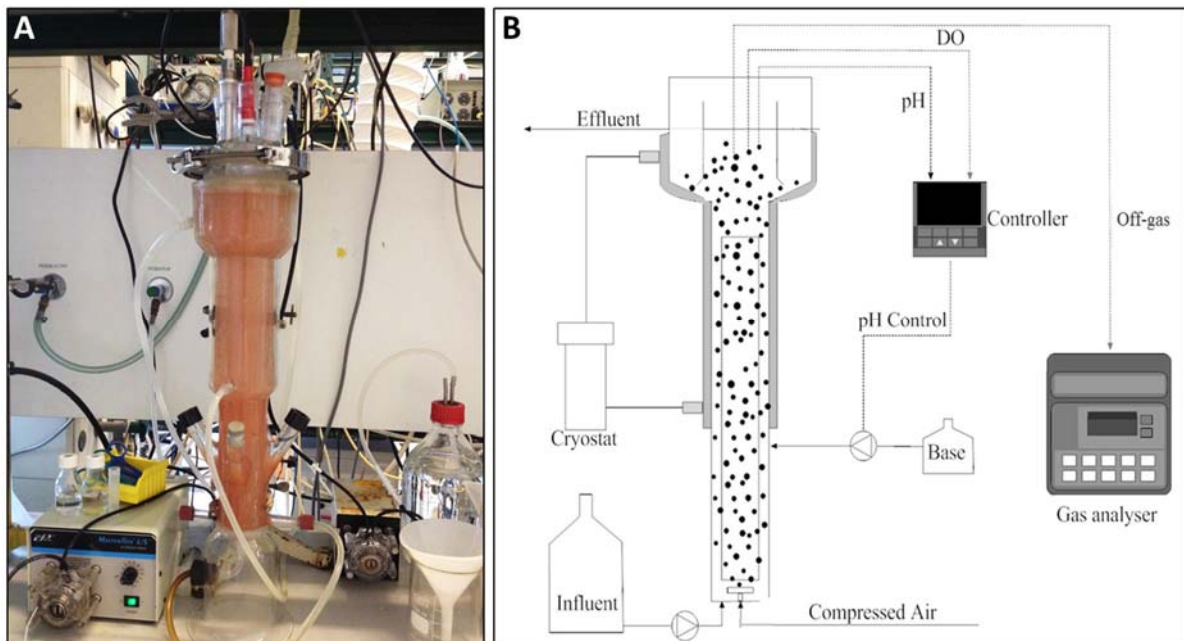 A
Masterflex L/S
B
DO
pH
Effluent
Controller
Off-gas
pH Control
Cryostat
Base
Gas analyser
Influent
Compressed Air